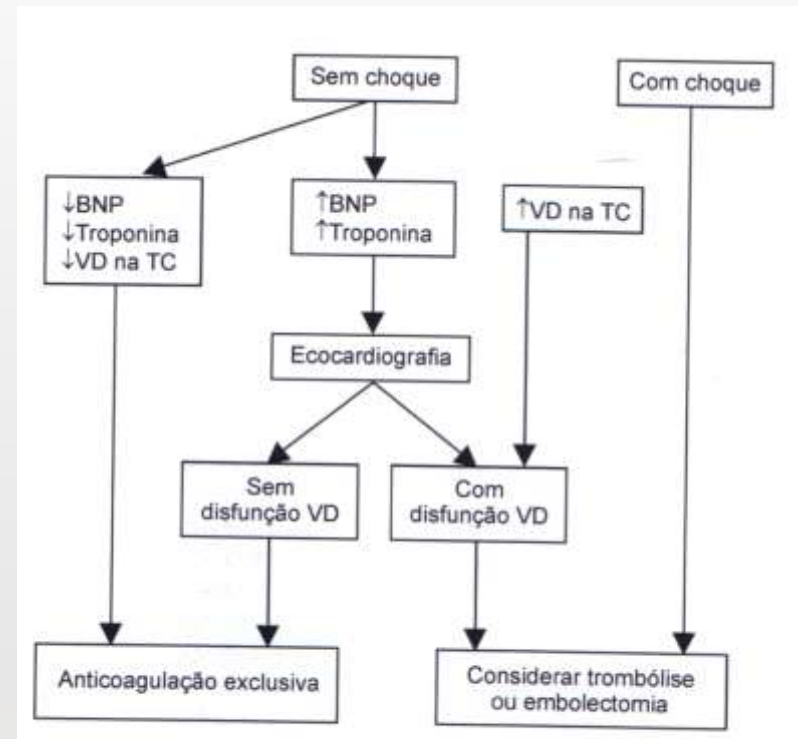 Sem choque
Com choque
↓BNP
↓Troponina
↓VD na TC
↑BNP
↑Troponina
↑VD na TC
Ecocardiografia
Sem
disfunção VD
Com
disfunção VD
Anticoagulação exclusiva
Considerar trombólise
ou embolectomia